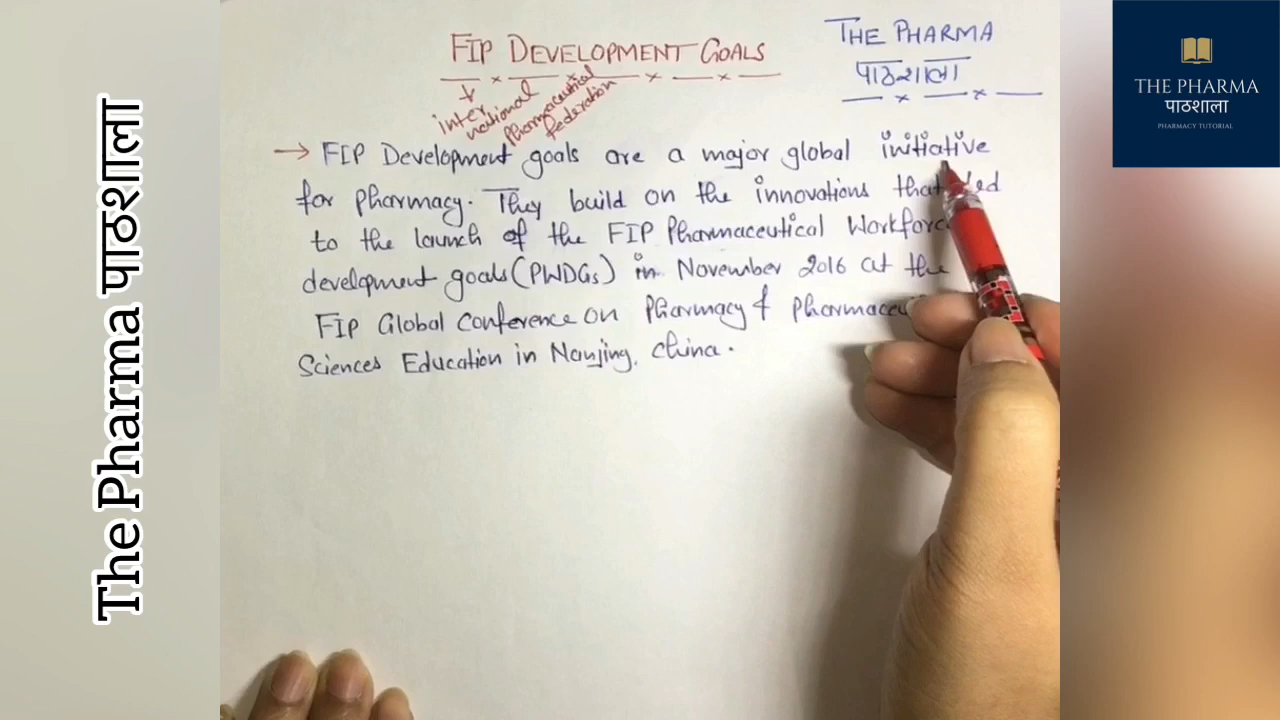 The Pharma पाठशाला
FIP DEVELOPMENT GOALS
THE PHARMA
पाठशाला
inter
national
Pharmaceutical
federation
→ FIP Development goals are a major global initiative
for pharmacy. They build on the innovations that led
to the launch of the FIP Pharmaceutical Workforce
development goals (PWDGs) in November 2016 at the
FIP Global Conference on Pharmacy & pharmaceu
Sciences Education in Nanjing, China.
THE PHARMA
पाठशाला
PHARMACY TUTORIAL